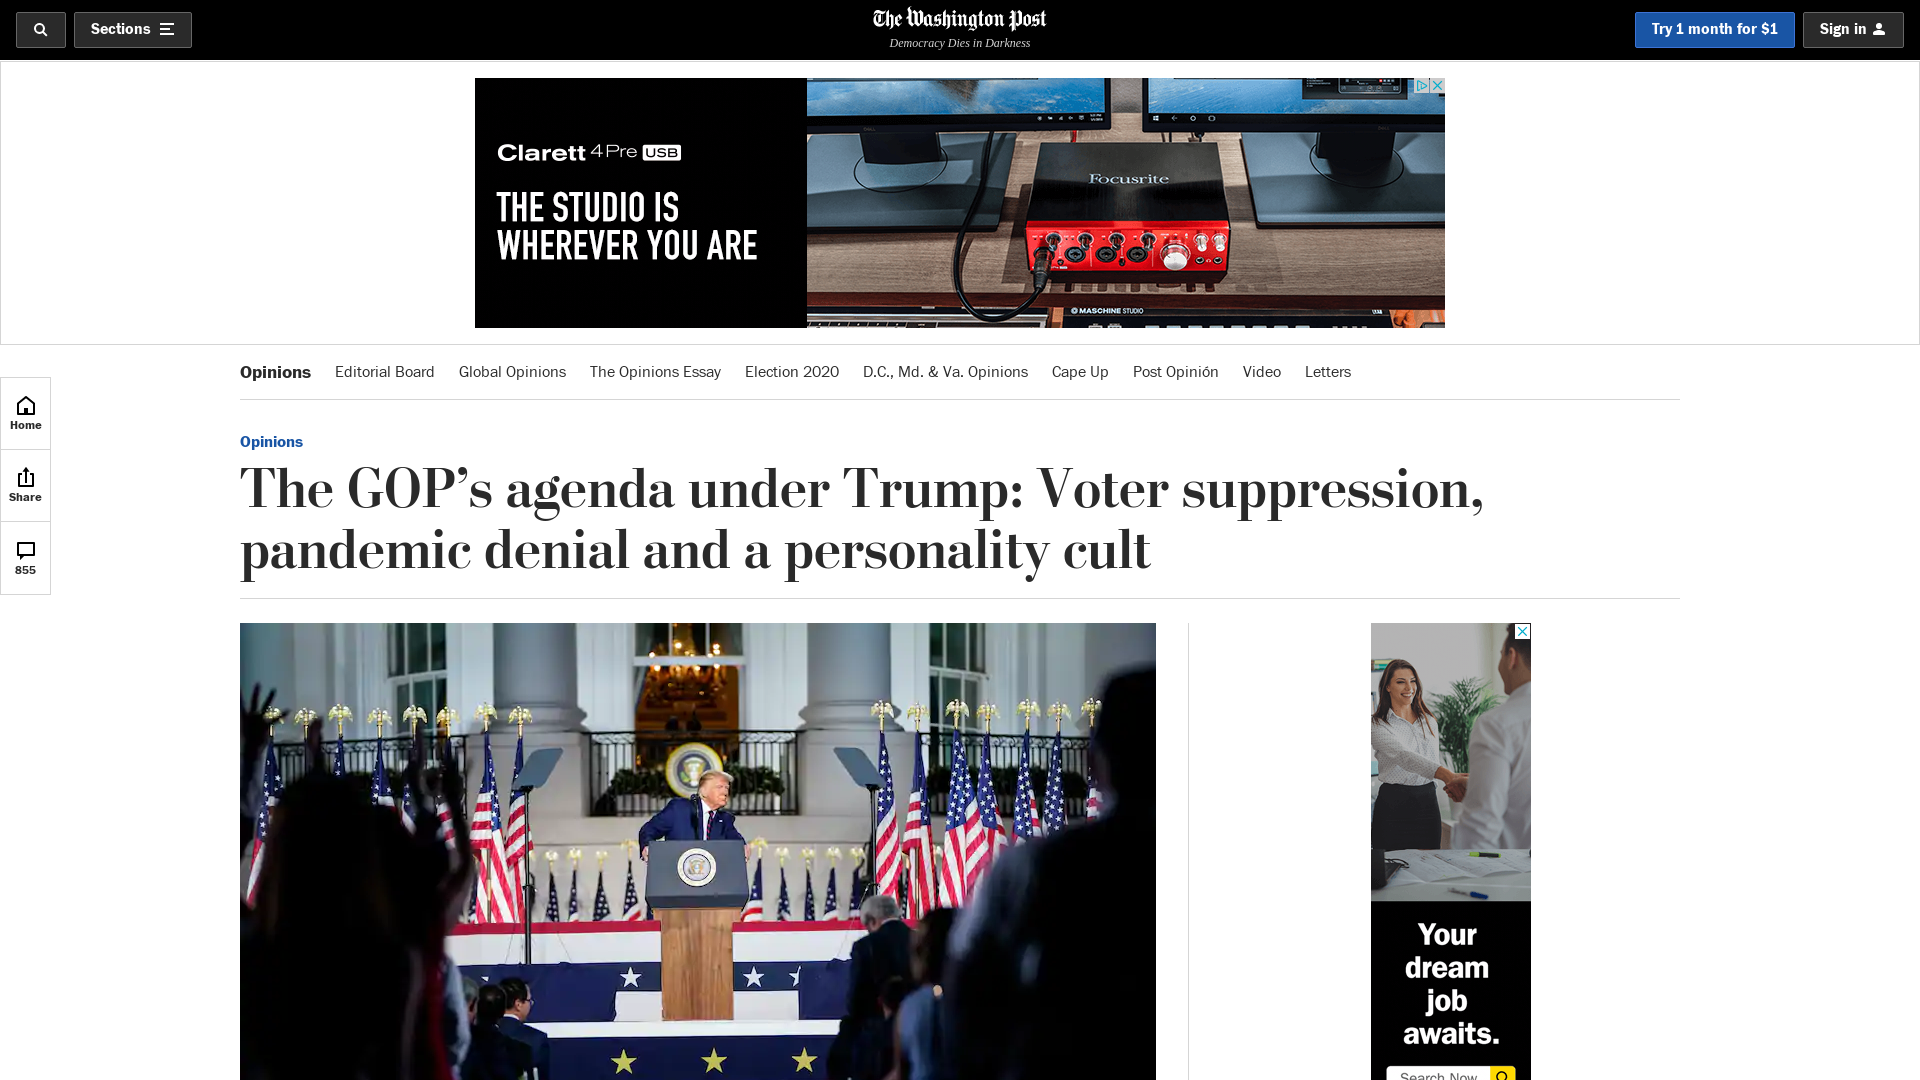 Sections
The Washington Post
Democracy Dies in Darkness
Try 1 month for $1
Sign in
Clarett 4Pre USB
THE STUDIO IS
WHEREVER YOU ARE
Focusrite
MASCHINE STUDIO
Opinions
Editorial Board
Global Opinions
The Opinions Essay
Election 2020
D.C., Md. & Va. Opinions
Cape Up
Post Opinión
Video
Letters
Home
Share
855
Opinions
The GOP’s agenda under Trump: Voter suppression,
pandemic denial and a personality cult
Your
dream
job
awaits.
Search Now